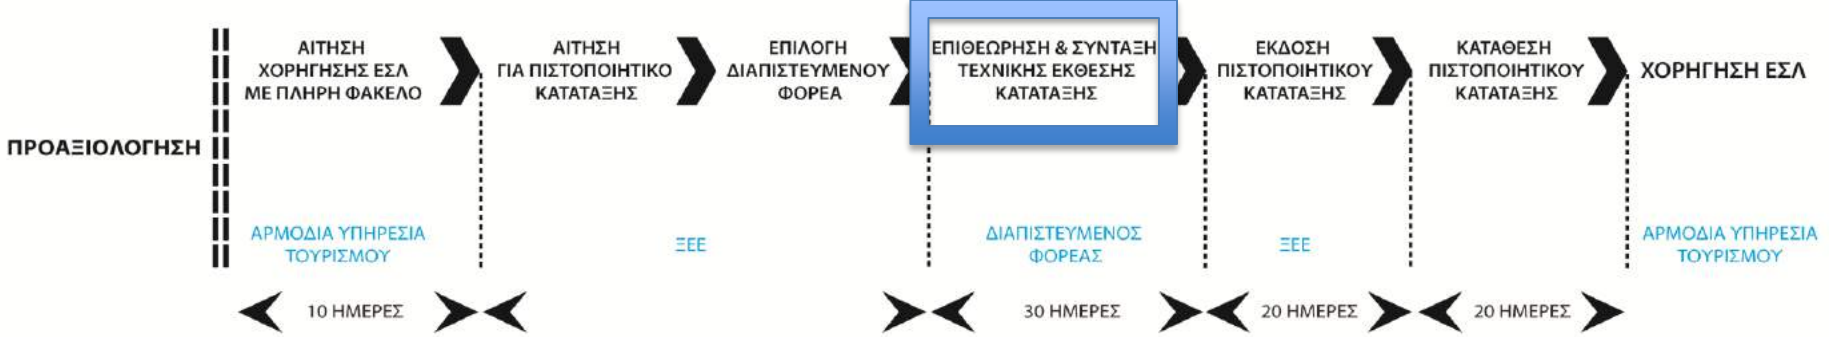 ΠΡΟΑΞΙΟΛΟΓΗΣΗ
ΑΙΤΗΣΗ
ΧΟΡΗΓΗΣΗΣ ΕΣΛ
ΜΕ ΠΛΗΡΗ ΦΑΚΕΛΟ
ΑΙΤΗΣΗ
ΓΙΑ ΠΙΣΤΟΠΟΙΗΤΙΚΟ
ΚΑΤΑΤΑΞΗΣ
ΕΠΙΛΟΓΗ
ΔΙΑΠΙΣΤΕΥΜΕΝΟΥ
ΦΟΡΕΑ
ΕΠΙΘΕΩΡΗΣΗ & ΣΥΝΤΑΞΗ
ΤΕΧΝΙΚΗΣ ΕΚΘΕΣΗΣ
ΚΑΤΑΤΑΞΗΣ
ΕΚΔΟΣΗ
ΠΙΣΤΟΠΟΙΗΤΙΚΟΥ
ΚΑΤΑΤΑΞΗΣ
ΚΑΤΑΘΕΣΗ
ΠΙΣΤΟΠΟΙΗΤΙΚΟΥ
ΚΑΤΑΤΑΞΗΣ
ΧΟΡΗΓΗΣΗ ΕΣΛ
ΑΡΜΟΔΙΑ ΥΠΗΡΕΣΙΑ
ΤΟΥΡΙΣΜΟΥ
ΞΕΕ
ΔΙΑΠΙΣΤΕΥΜΕΝΟΣ
ΦΟΡΕΑΣ
ΞΕΕ
ΑΡΜΟΔΙΑ ΥΠΗΡΕΣΙΑ
ΤΟΥΡΙΣΜΟΥ
10 ΗΜΕΡΕΣ
30 ΗΜΕΡΕΣ
20 ΗΜΕΡΕΣ
20 ΗΜΕΡΕΣ